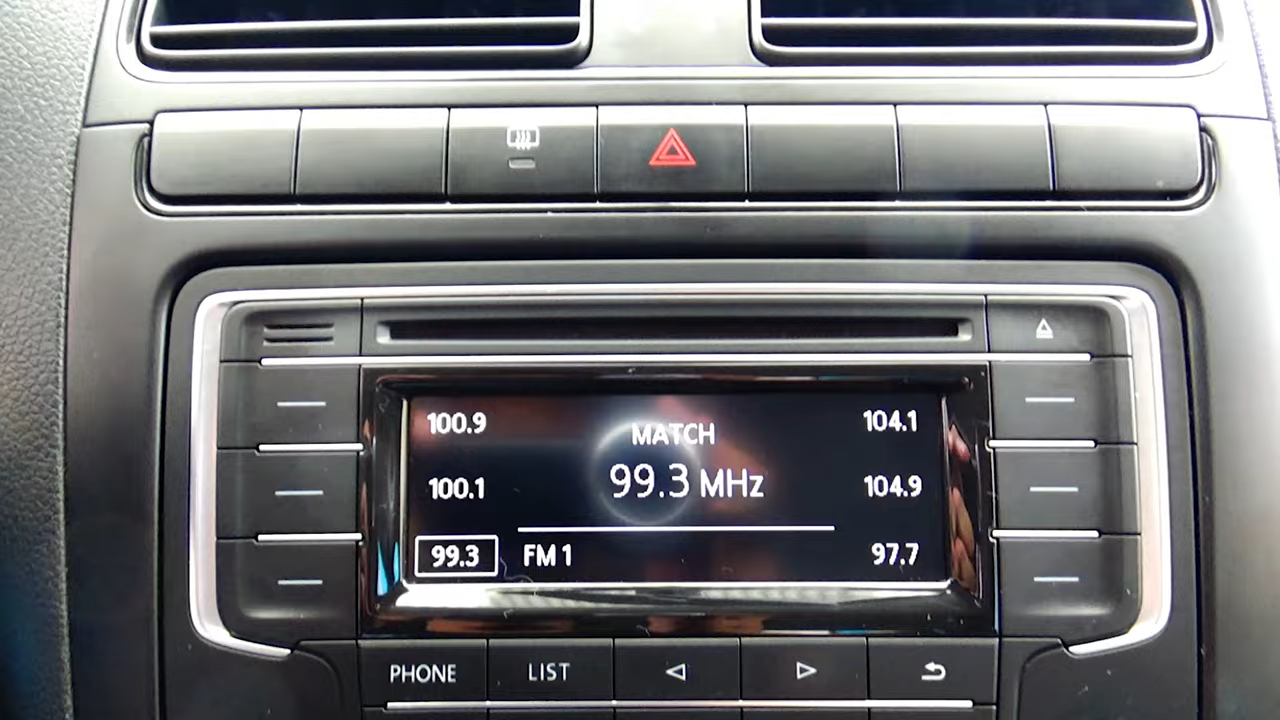 100.9 MATCH 104.1
99.3 MHz
100.1 104.9
99.3 FM 1 97.7
PHONE LIST